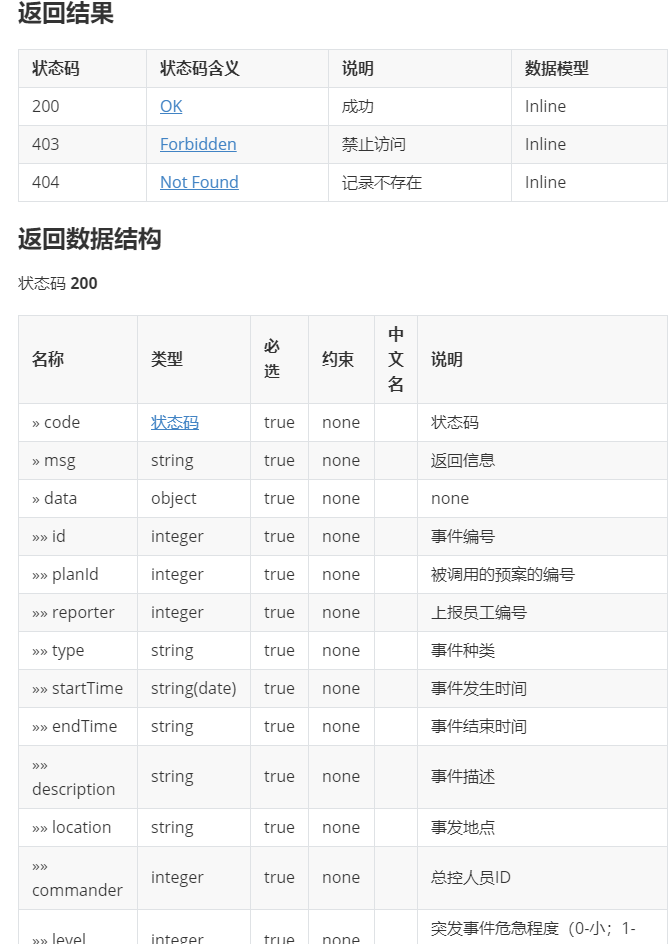 返回结果
状态码 状态码含义 说明 数据模型
200 OK 成功 Inline
403 Forbidden 禁止访问 Inline
404 Not Found 记录不存在 Inline
返回数据结构
状态码 200
名称 类型 必选 约束 中文名 说明
» code 状态码 true none 状态码
» msg string true none 返回信息
» data object true none none
»» id integer true none 事件编号
»» planId integer true none 被调用的预案的编号
»» reporter integer true none 上报员工编号
»» type string true none 事件种类
»» startTime string(date) true none 事件发生时间
»» endTime string true none 事件结束时间
»» description string true none 事件描述
»» location string true none 事发地点
»» commander integer true none 总控人员ID
»» level integer true none 突发事件危急程度（0-小；1-